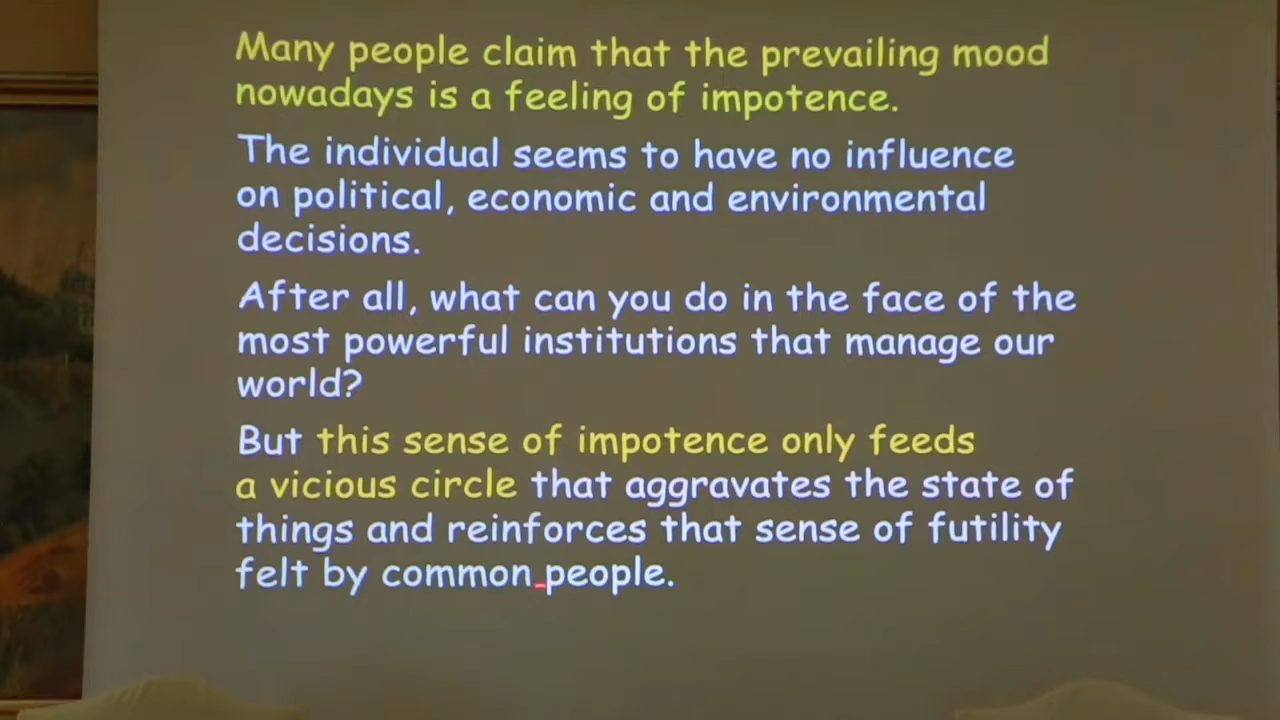 Many people claim that the prevailing mood
nowadays is a feeling of impotence.
The individual seems to have no influence
on political, economic and environmental
decisions.
After all, what can you do in the face of the
most powerful institutions that manage our
world?
But this sense of impotence only feeds
a vicious circle that aggravates the state of
things and reinforces that sense of futility
felt by common people.